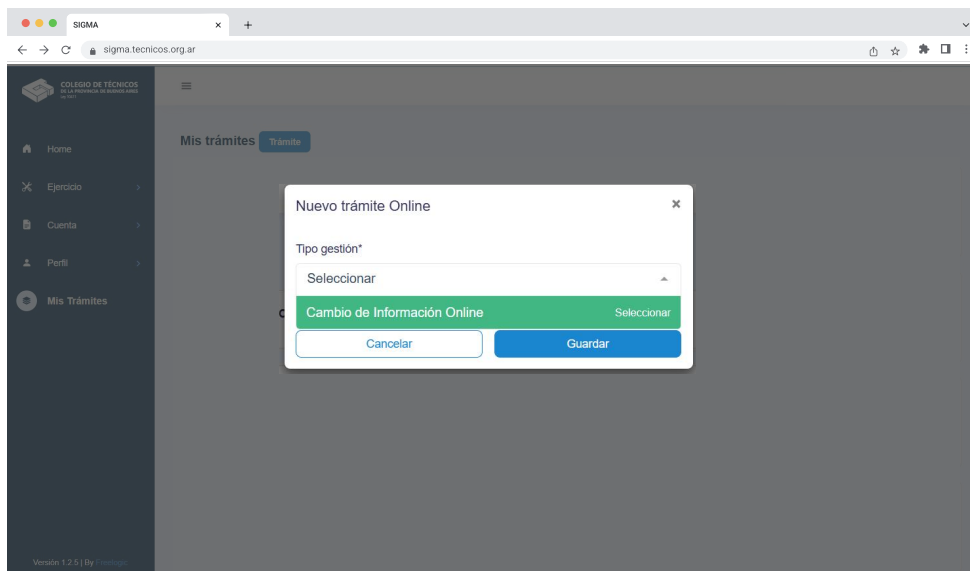 SIGMA
sigma.tecnicos.org.ar
COLEGIO DE TÉCNICOS
DE LA PROVINCIA DE BUENOS AIRES
Mis trámites Trámite
Home
Ejercicio
Cuenta
Perfil
Mis Trámites
Nuevo trámite Online
Tipo gestión*
Seleccionar
Cambio de Información Online Seleccionar
Cancelar Guardar
Versión 1.2.5 | By